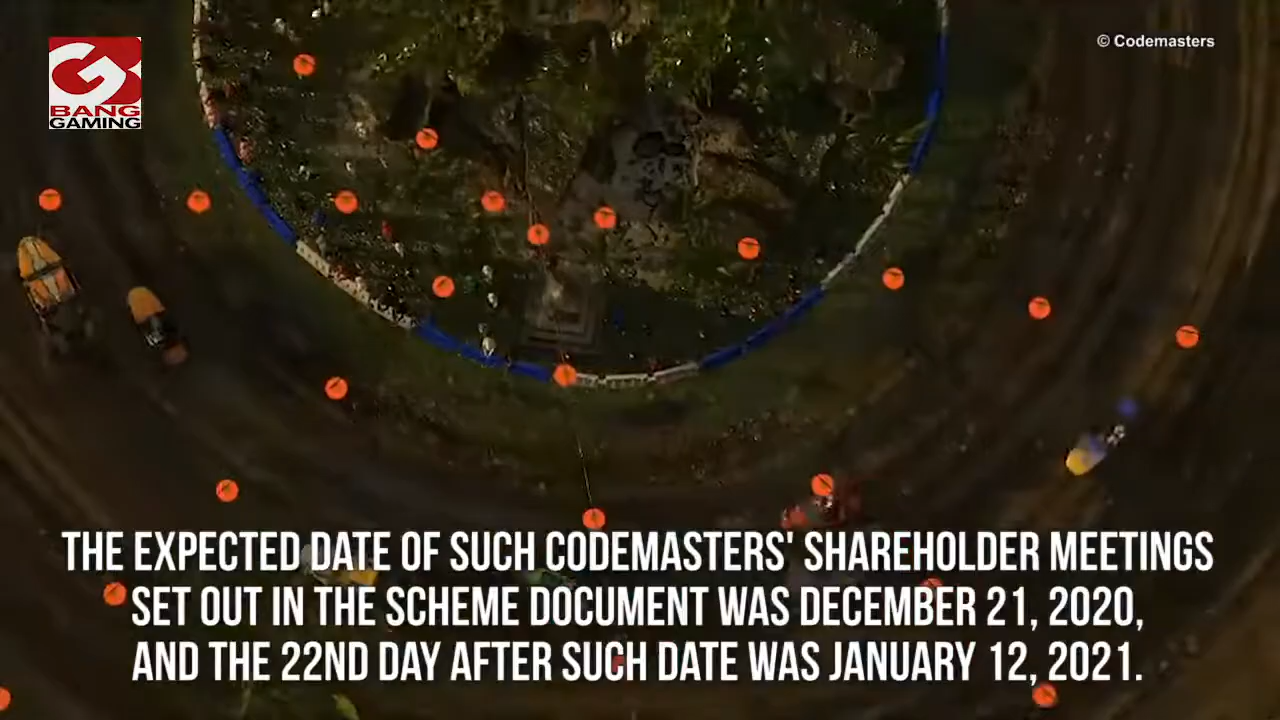 © Codemasters
BANG
GAMING
THE EXPECTED DATE OF SUCH CODEMASTERS' SHAREHOLDER MEETINGS
SET OUT IN THE SCHEME DOCUMENT WAS DECEMBER 21, 2020,
AND THE 22ND DAY AFTER SUCH DATE WAS JANUARY 12, 2021.